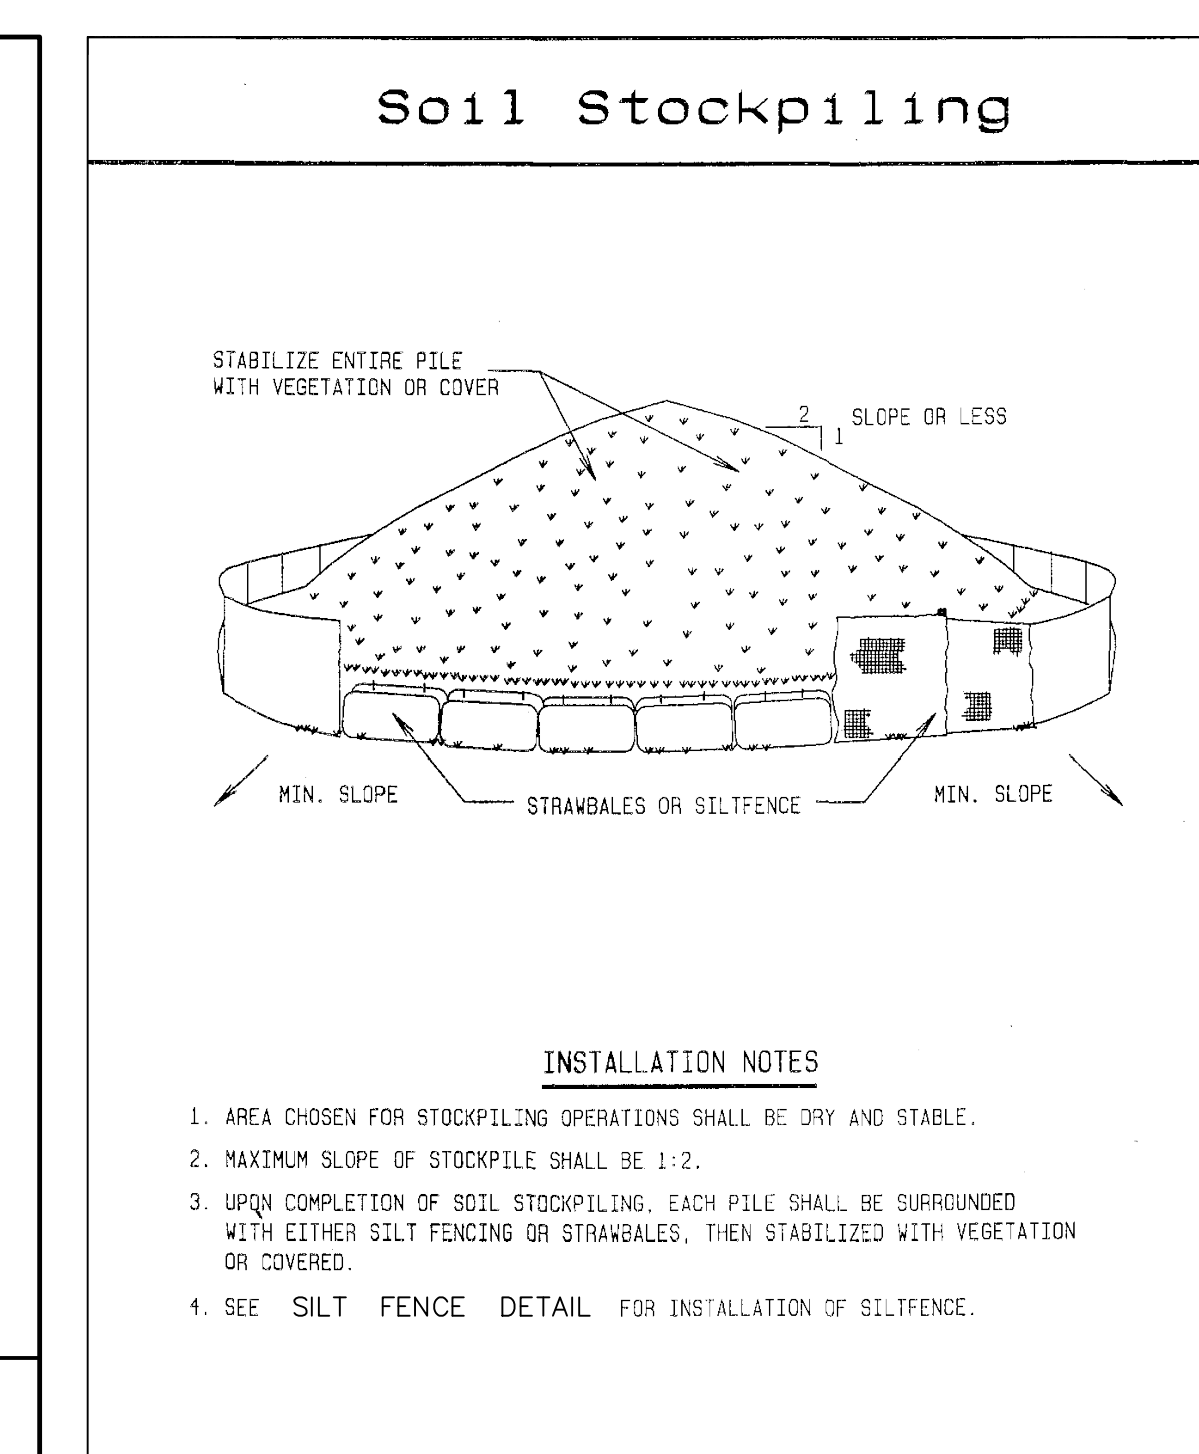 Soil Stockpiling
STABILIZE ENTIRE PILE
WITH VEGETATION OR COVER
2
1
SLOPE OR LESS
MIN. SLOPE
STRAWBALES OR SILTFENCE
MIN. SLOPE
INSTALLATION NOTES
1. AREA CHOSEN FOR STOCKPILING OPERATIONS SHALL BE DRY AND STABLE.
2. MAXIMUM SLOPE OF STOCKPILE SHALL BE 1:2.
3. UPON COMPLETION OF SOIL STOCKPILING, EACH PILE SHALL BE SURROUNDED
WITH EITHER SILT FENCING OR STRAWBALES, THEN STABILIZED WITH VEGETATION
OR COVERED.
4. SEE SILT FENCE DETAIL FOR INSTALLATION OF SILTFENCE.